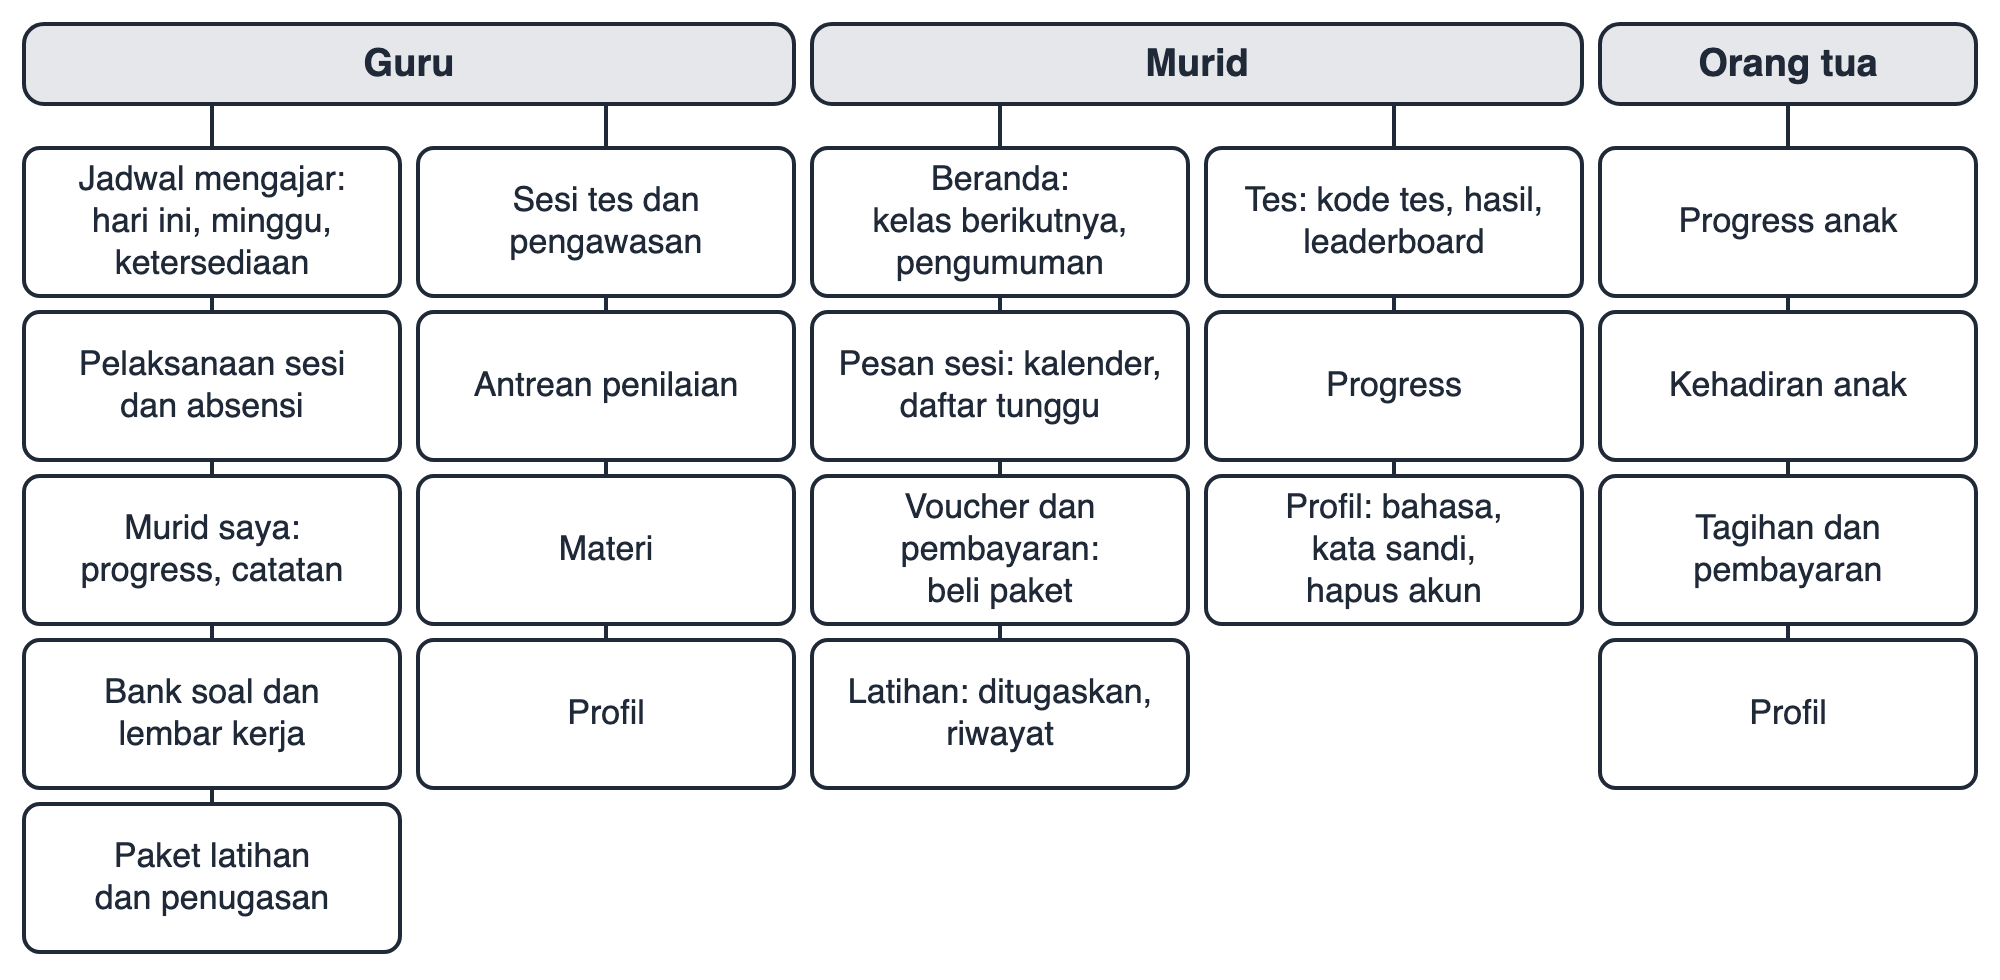 Guru
Jadwal mengajar:
hari ini, minggu,
ketersediaan
Pelaksanaan sesi
dan absensi
Murid saya:
progress, catatan
Bank soal dan
lembar kerja
Paket latihan
dan penugasan
Sesi tes dan
pengawasan
Antrean penilaian
Materi
Profil
Murid
Beranda:
kelas berikutnya,
pengumuman
Pesan sesi: kalender,
daftar tunggu
Voucher dan
pembayaran:
beli paket
Latihan: ditugaskan,
riwayat
Tes: kode tes, hasil,
leaderboard
Progress
Profil: bahasa,
kata sandi,
hapus akun
Orang tua
Progress anak
Kehadiran anak
Tagihan dan
pembayaran
Profil